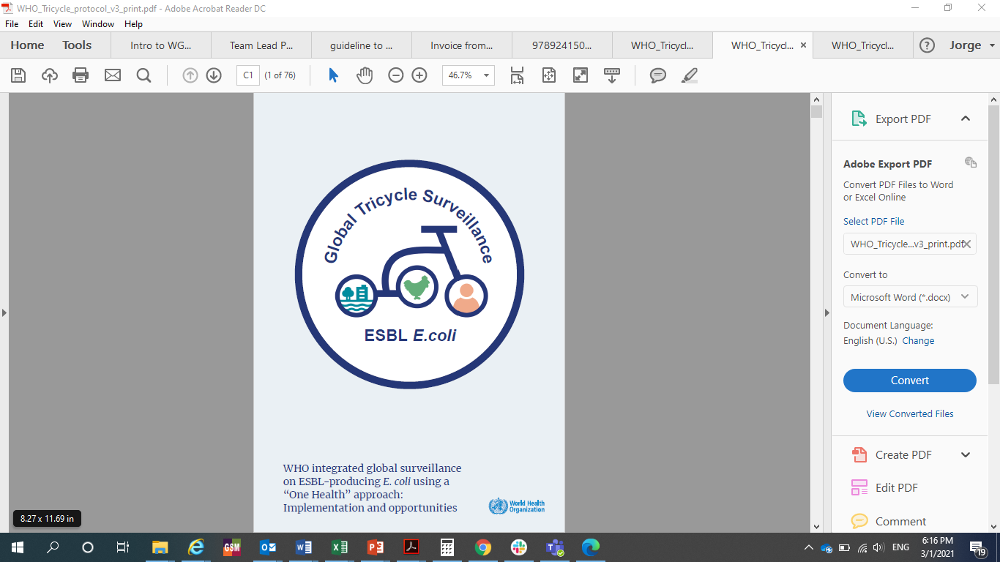 WHO_Tricycle_protocol_v3_print.pdf - Adobe Acrobat Reader DC
File Edit View Window Help
Home Tools Intro to WG... Team Lead P... guideline to ... Invoice from... 978924150... WHO_Tricycl... WHO_Tricycl... WHO_Tricycl... Jorge
C1 (1 of 76) 46.7%
Global Tricycle Surveillance
ESBL E.coli
WHO integrated global surveillance
on ESBL-producing E. coli using a
“One Health” approach:
Implementation and opportunities
World Health
Organization
8.27 x 11.69 in
Export PDF
Adobe Export PDF
Convert PDF Files to Word
or Excel Online
Select PDF File
WHO_Tricycle...v3_print.pdf
Convert to
Microsoft Word (*.docx)
Document Language:
English (U.S.) Change
Convert
View Converted Files
Create PDF
Edit PDF
Comment
GSM
ENG
6:16 PM
3/1/2021
19